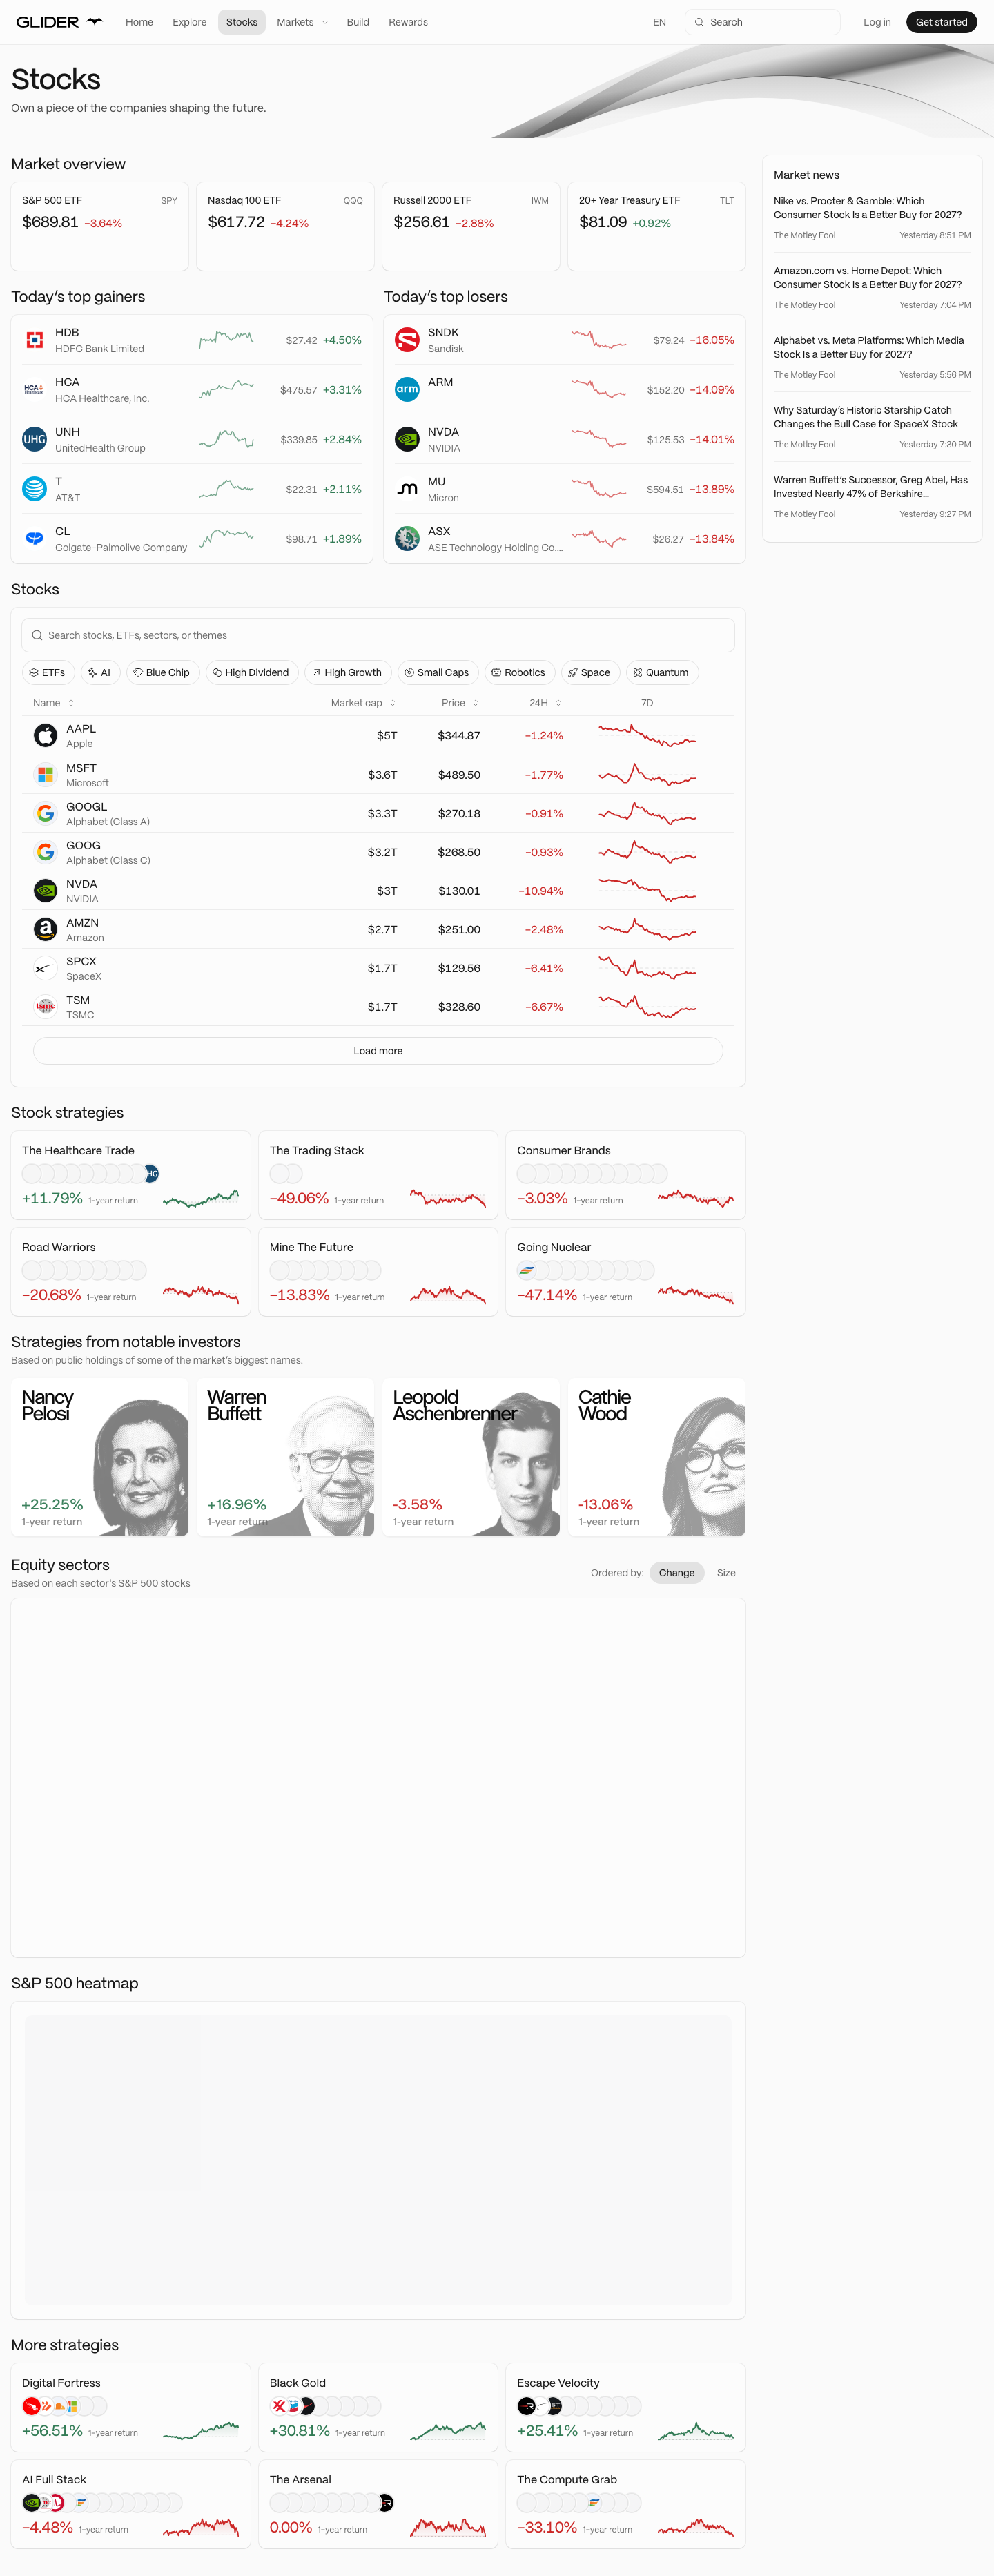 GLIDER
Home Explore Stocks Markets Build Rewards
EN Search Log in Get started
Stocks
Own a piece of the companies shaping the future.
Market overview
S&P 500 ETF SPY
$689.81 -3.64%
Nasdaq 100 ETF QQQ
$617.72 -4.24%
Russell 2000 ETF IWM
$256.61 -2.88%
20+ Year Treasury ETF TLT
$81.09 +0.92%
Today's top gainers
HDB
HDFC Bank Limited
$27.42 +4.50%
HCA
HCA Healthcare, Inc.
$475.57 +3.31%
UHG
UNH
UnitedHealth Group
$339.85 +2.84%
T
AT&T
$22.31 +2.11%
CL
Colgate-Palmolive Company
$98.71 +1.89%
Today's top losers
SNDK
Sandisk
$79.24 -16.05%
arm
ARM
$152.20 -14.09%
NVDA
NVIDIA
$125.53 -14.01%
MU
Micron
$594.51 -13.89%
ASX
ASE Technology Holding Co....
$26.27 -13.84%
Market news
Nike vs. Procter & Gamble: Which
Consumer Stock Is a Better Buy for 2027?
The Motley Fool Yesterday 8:51 PM
Amazon.com vs. Home Depot: Which
Consumer Stock Is a Better Buy for 2027?
The Motley Fool Yesterday 7:04 PM
Alphabet vs. Meta Platforms: Which Media
Stock Is a Better Buy for 2027?
The Motley Fool Yesterday 5:56 PM
Why Saturday's Historic Starship Catch
Changes the Bull Case for SpaceX Stock
The Motley Fool Yesterday 7:30 PM
Warren Buffett's Successor, Greg Abel, Has
Invested Nearly 47% of Berkshire...
The Motley Fool Yesterday 9:27 PM
Stocks
Search stocks, ETFs, sectors, or themes
ETFs AI Blue Chip High Dividend High Growth Small Caps Robotics Space Quantum
Name Market cap Price 24H 7D
AAPL
Apple
$5T $344.87 -1.24%
MSFT
Microsoft
$3.6T $489.50 -1.77%
GOOGL
Alphabet (Class A)
$3.3T $270.18 -0.91%
GOOG
Alphabet (Class C)
$3.2T $268.50 -0.93%
NVDA
NVIDIA
$3T $130.01 -10.94%
AMZN
Amazon
$2.7T $251.00 -2.48%
SPCX
SpaceX
$1.7T $129.56 -6.41%
TSM
TSMC
$1.7T $328.60 -6.67%
Load more
Stock strategies
The Healthcare Trade
+11.79% 1-year return
The Trading Stack
-49.06% 1-year return
Consumer Brands
-3.03% 1-year return
Road Warriors
-20.68% 1-year return
Mine The Future
-13.83% 1-year return
Going Nuclear
-47.14% 1-year return
Strategies from notable investors
Based on public holdings of some of the market's biggest names.
Nancy
Pelosi
+25.25%
1-year return
Warren
Buffett
+16.96%
1-year return
Leopold
Aschenbrenner
-3.58%
1-year return
Cathie
Wood
-13.06%
1-year return
Equity sectors
Based on each sector's S&P 500 stocks
Ordered by: Change Size
S&P 500 heatmap
More strategies
Digital Fortress
+56.51% 1-year return
Black Gold
+30.81% 1-year return
Escape Velocity
+25.41% 1-year return
AI Full Stack
-4.48% 1-year return
The Arsenal
0.00% 1-year return
The Compute Grab
-33.10% 1-year return